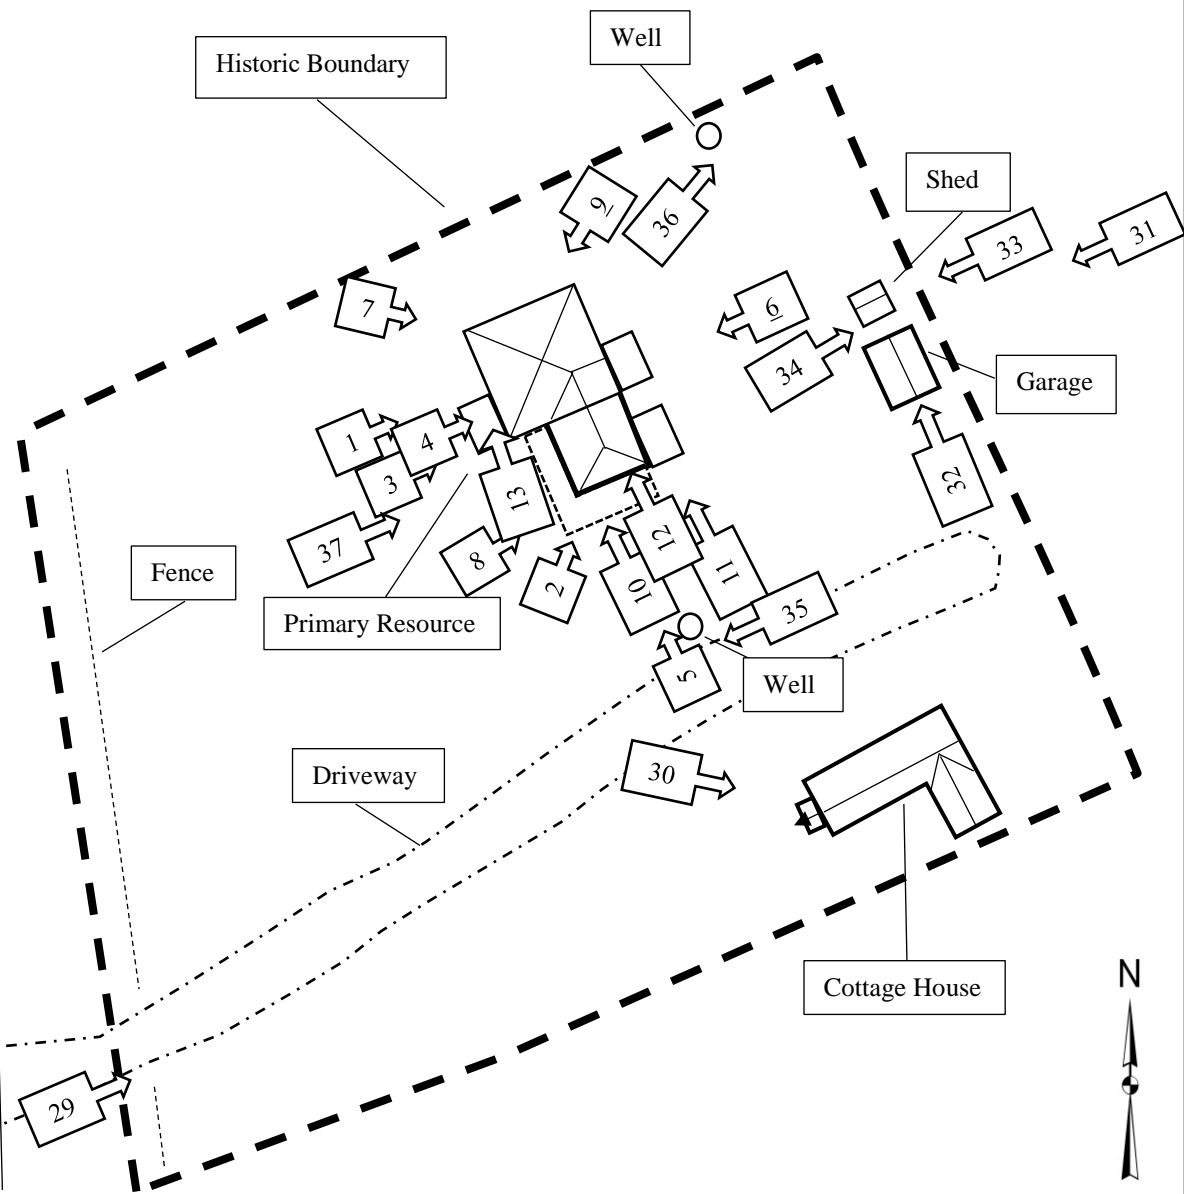 Well
Historic Boundary
Shed
9
36
33
31
7
6
34
Garage
1
4
3
13
32
37
12
8
2
10
11
Fence
35
Primary Resource
5
Well
Driveway
30
Cottage House
N
29